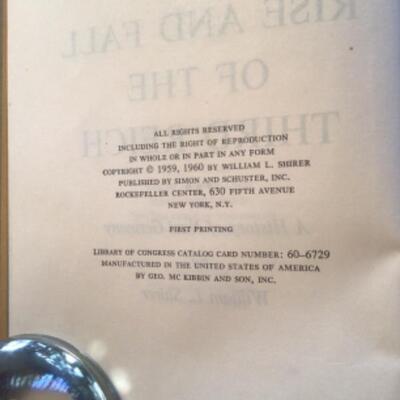 ALL RIGHTS RESERVED
INCLUDING THE RIGHT OF REPRODUCTION
IN WHOLE OR IN PART IN ANY FORM
COPYRIGHT © 1959, 1960 BY WILLIAM L. SHIRER
PUBLISHED BY SIMON AND SCHUSTER, INC.
ROCKEFELLER CENTER, 630 FIFTH AVENUE
NEW YORK, N.Y.
FIRST PRINTING
LIBRARY OF CONGRESS CATALOG CARD NUMBER: 60-6729
MANUFACTURED IN THE UNITED STATES OF AMERICA
BY GEO. MC KIBBIN AND SON, INC.